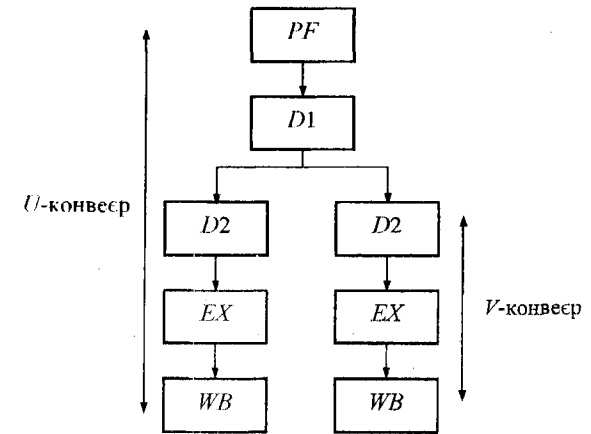 PF
D1
U-конвеєр
D2 D2
EX EX
V-конвеєр
WB WB